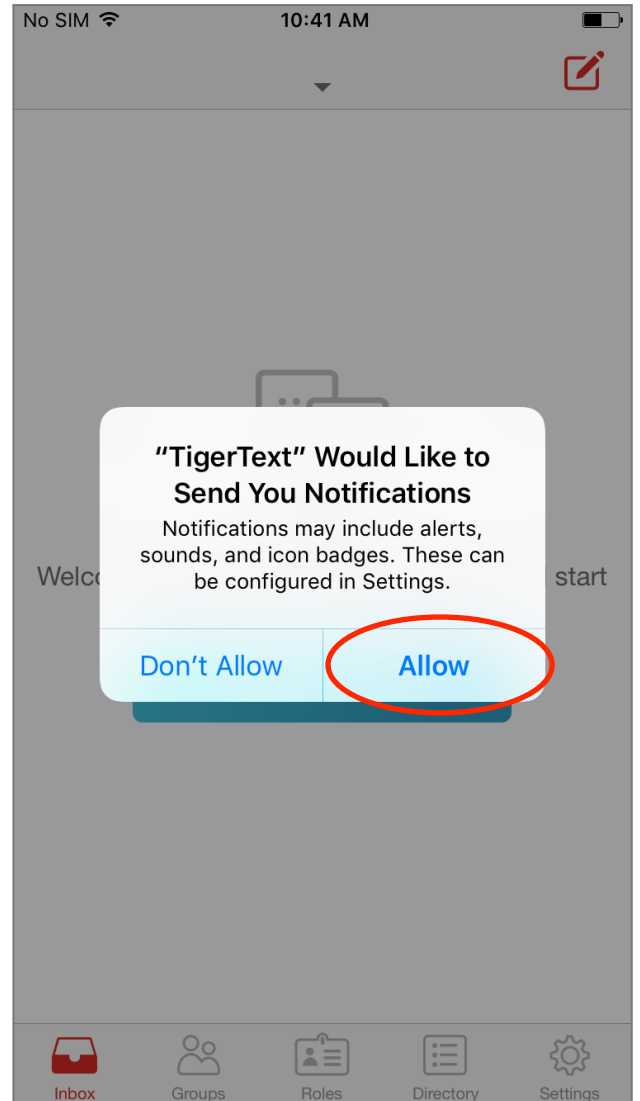 No SIM 10:41 AM
"TigerText" Would Like to
Send You Notifications
Notifications may include alerts,
sounds, and icon badges. These can
be configured in Settings.
start
Don't Allow Allow
Inbox Groups Roles Directory Settings